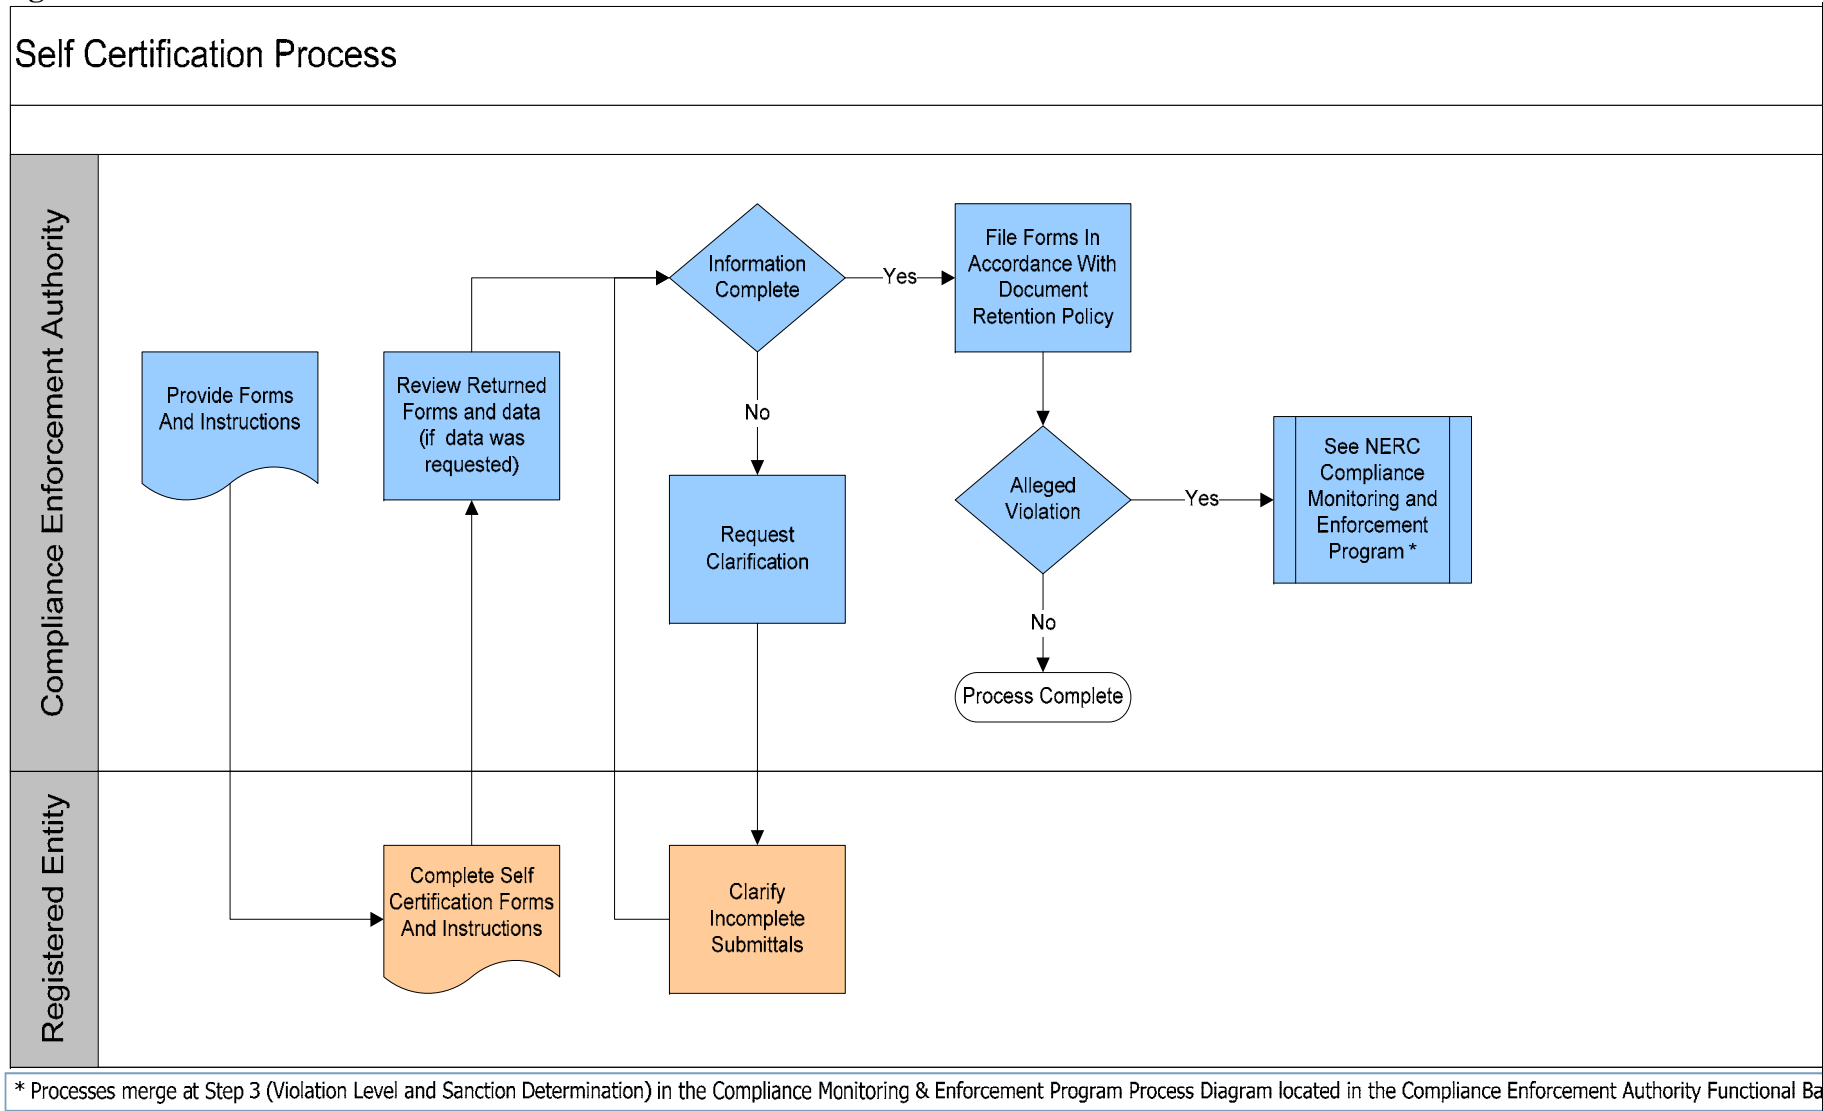 Self Certification Process
Compliance Enforcement Authority
Provide Forms
And Instructions
Review Returned
Forms and data
(if data was
requested)
Information
Complete
Yes
No
File Forms In
Accordance With
Document
Retention Policy
Request
Clarification
Alleged
Violation
Yes
No
See NERC
Compliance
Monitoring and
Enforcement
Program *
Process Complete
Registered Entity
Complete Self
Certification Forms
And Instructions
Clarify
Incomplete
Submittals
* Processes merge at Step 3 (Violation Level and Sanction Determination) in the Compliance Monitoring & Enforcement Program Process Diagram located in the Compliance Enforcement Authority Functional